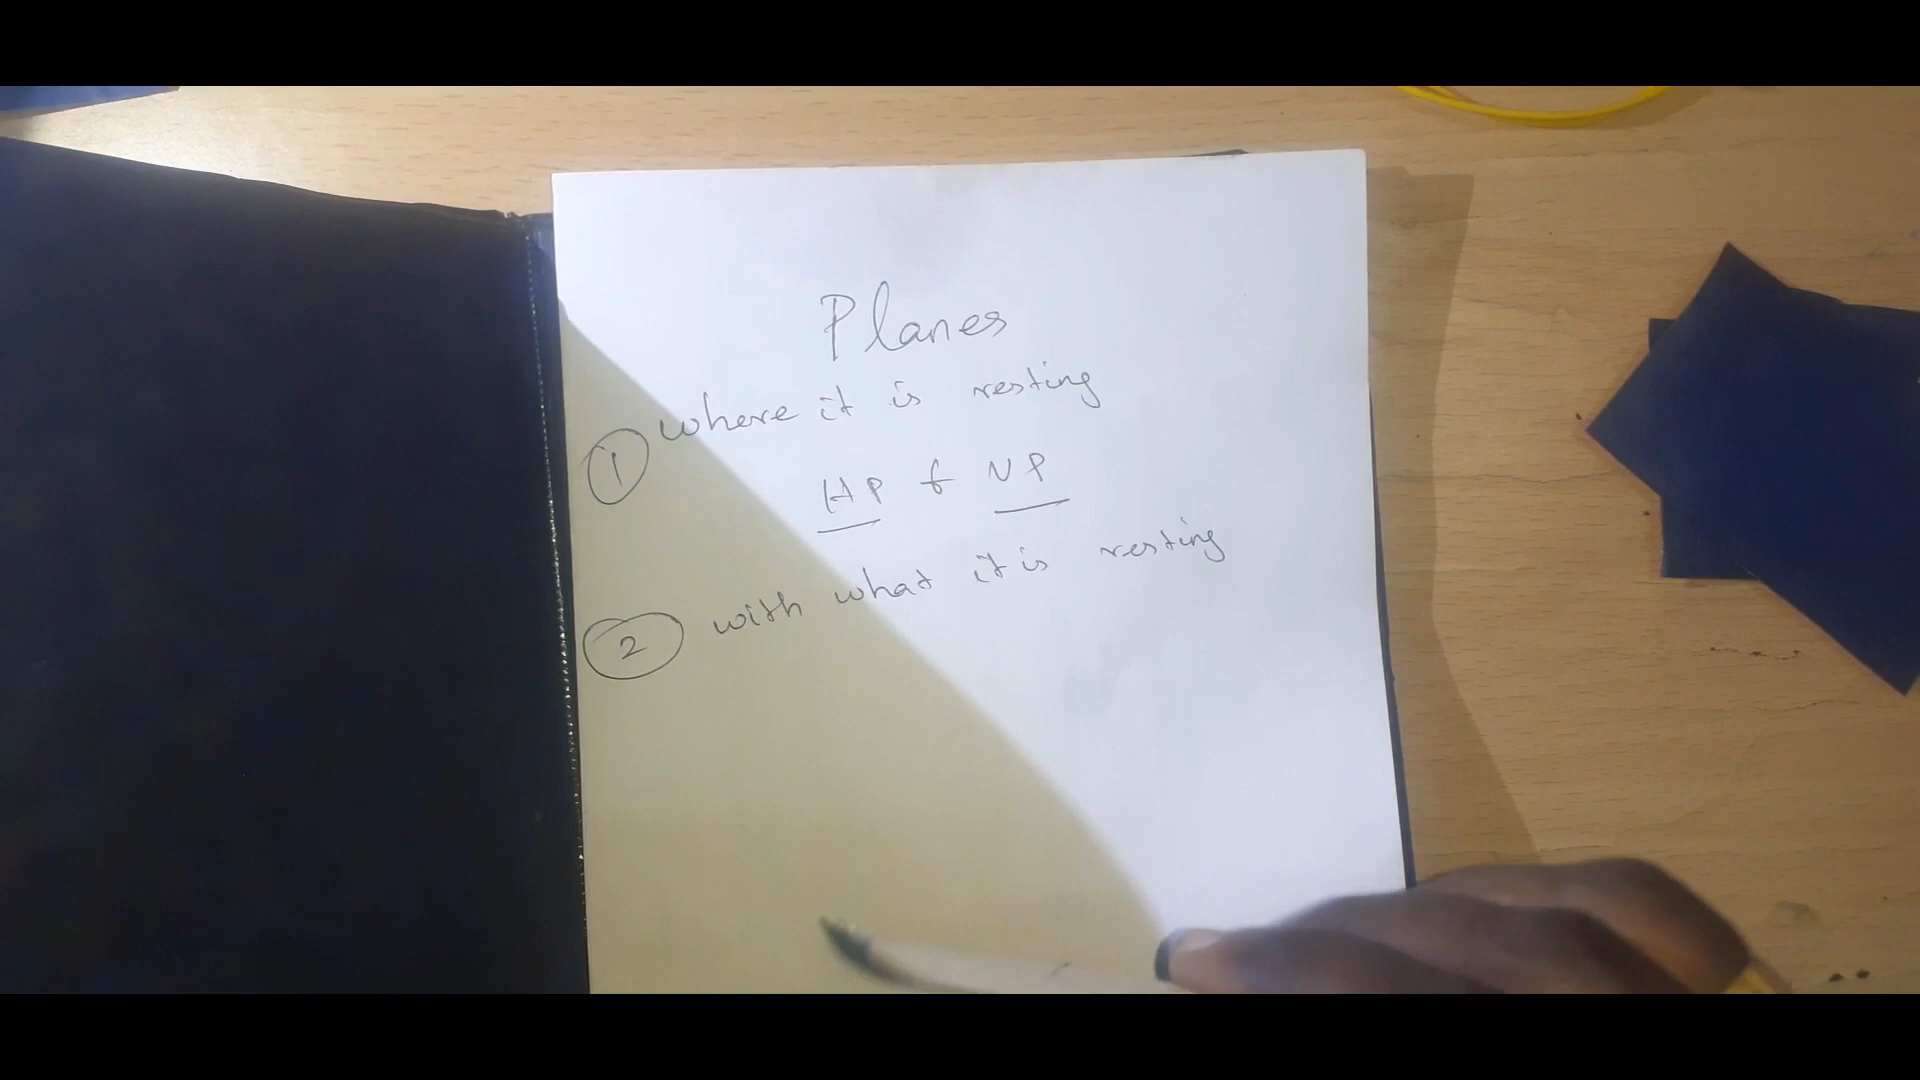 Planes
① where it is resting
HP & VP
② with what it is resting